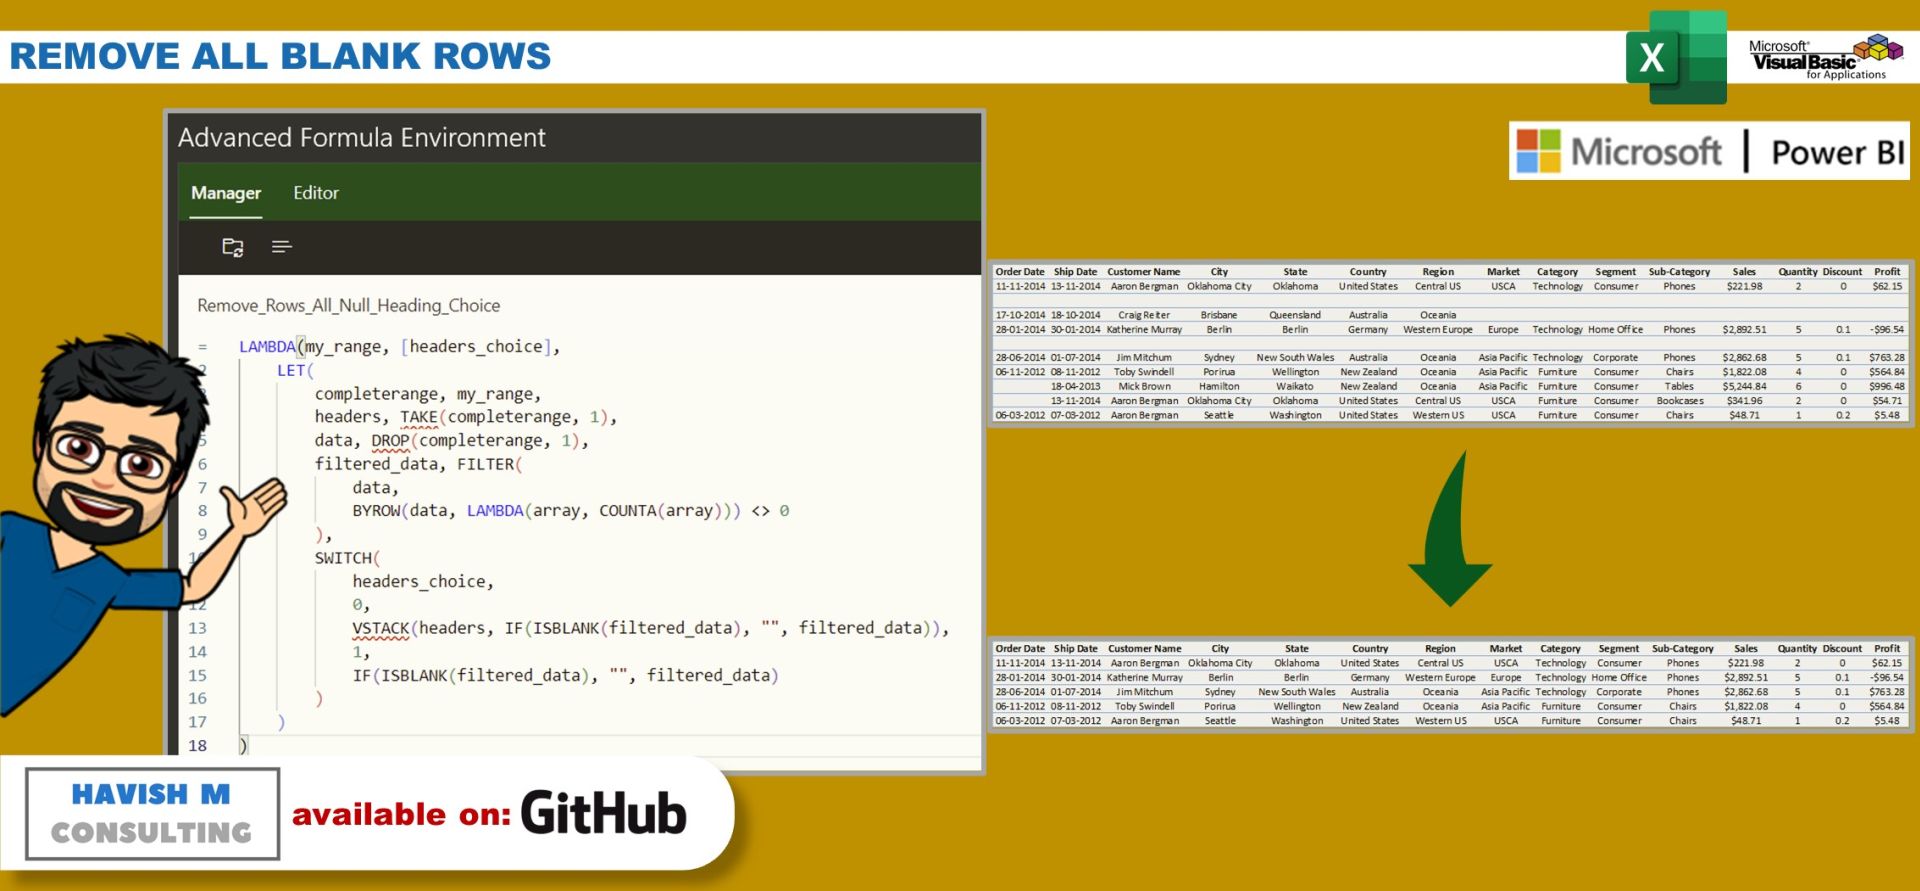 REMOVE ALL BLANK ROWS
X
Microsoft®
Visual Basic®
for Applications
Microsoft | Power BI
Advanced Formula Environment
Manager Editor
Remove_Rows_All_Null_Heading_Choice
= LAMBDA(my_range, [headers_choice],
2 LET(
completerange, my_range,
headers, TAKE(completerange, 1),
5 data, DROP(completerange, 1),
6 filtered_data, FILTER(
7 data,
8 BYROW(data, LAMBDA(array, COUNTA(array))) <> 0
9 ),
10 SWITCH(
headers_choice,
12 0,
13 VSTACK(headers, IF(ISBLANK(filtered_data), "", filtered_data)),
14 1,
15 IF(ISBLANK(filtered_data), "", filtered_data)
16 )
17 )
18 )
Order Date Ship Date Customer Name City State Country Region Market Category Segment Sub-Category Sales Quantity Discount Profit
11-11-2014 13-11-2014 Aaron Bergman Oklahoma City Oklahoma United States Central US USCA Technology Consumer Phones $221.98 2 0 $62.15
17-10-2014 18-10-2014 Craig Reiter Brisbane Queensland Australia Oceania
28-01-2014 30-01-2014 Katherine Murray Berlin Berlin Germany Western Europe Europe Technology Home Office Phones $2,892.51 5 0.1 -$96.54
28-06-2014 01-07-2014 Jim Mitchum Sydney New South Wales Australia Oceania Asia Pacific Technology Corporate Phones $2,862.68 5 0.1 $763.28
06-11-2012 08-11-2012 Toby Swindell Porirua Wellington New Zealand Oceania Asia Pacific Furniture Consumer Chairs $1,822.08 4 0 $564.84
18-04-2013 Mick Brown Hamilton Waikato New Zealand Oceania Asia Pacific Furniture Consumer Tables $5,244.84 6 0 $996.48
13-11-2014 Aaron Bergman Oklahoma City Oklahoma United States Central US USCA Furniture Consumer Bookcases $341.96 2 0 $54.71
06-03-2012 07-03-2012 Aaron Bergman Seattle Washington United States Western US USCA Furniture Consumer Chairs $48.71 1 0.2 $5.48
Order Date Ship Date Customer Name City State Country Region Market Category Segment Sub-Category Sales Quantity Discount Profit
11-11-2014 13-11-2014 Aaron Bergman Oklahoma City Oklahoma United States Central US USCA Technology Consumer Phones $221.98 2 0 $62.15
28-01-2014 30-01-2014 Katherine Murray Berlin Berlin Germany Western Europe Europe Technology Home Office Phones $2,892.51 5 0.1 -$96.54
28-06-2014 01-07-2014 Jim Mitchum Sydney New South Wales Australia Oceania Asia Pacific Technology Corporate Phones $2,862.68 5 0.1 $763.28
06-11-2012 08-11-2012 Toby Swindell Porirua Wellington New Zealand Oceania Asia Pacific Furniture Consumer Chairs $1,822.08 4 0 $564.84
06-03-2012 07-03-2012 Aaron Bergman Seattle Washington United States Western US USCA Furniture Consumer Chairs $48.71 1 0.2 $5.48
HAVISH M
CONSULTING
available on: GitHub